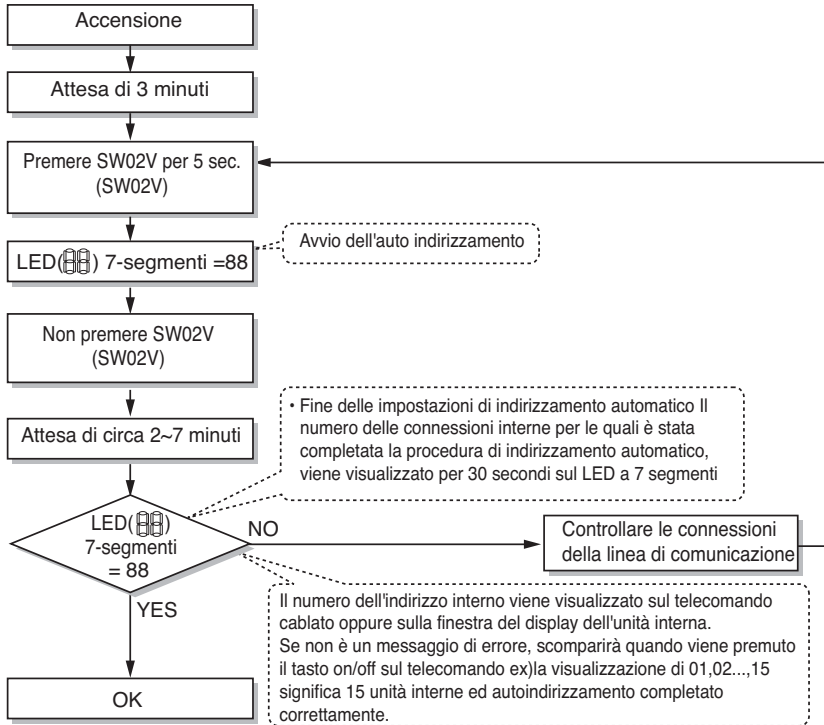 Accensione
Attesa di 3 minuti
Premere SW02V per 5 sec.
(SW02V)
LED(88) 7-segmenti =88
Avvio dell'auto indirizzamento
Non premere SW02V
(SW02V)
Attesa di circa 2~7 minuti
• Fine delle impostazioni di indirizzamento automatico Il
numero delle connessioni interne per le quali è stata
completata la procedura di indirizzamento automatico,
viene visualizzato per 30 secondi sul LED a 7 segmenti
LED(88)
7-segmenti
= 88
NO
Controllare le connessioni
della linea di comunicazione
YES
Il numero dell'indirizzo interno viene visualizzato sul telecomando
cablato oppure sulla finestra del display dell'unità interna.
Se non è un messaggio di errore, scomparirà quando viene premuto
il tasto on/off sul telecomando ex)la visualizzazione di 01,02...,15
significa 15 unità interne ed autoindirizzamento completato
correttamente.
OK